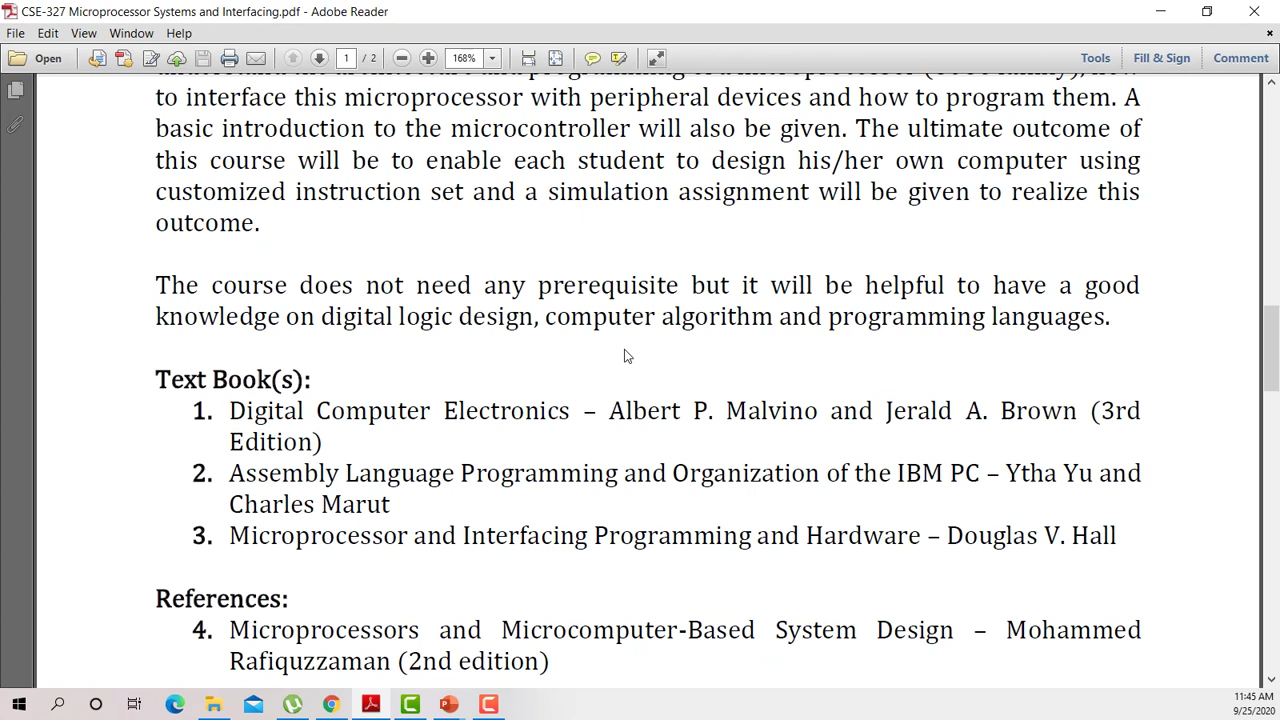 CSE-327 Microprocessor Systems and Interfacing.pdf - Adobe Reader
File Edit View Window Help
Open 1 / 2 168% Tools Fill & Sign Comment
to interface this microprocessor with peripheral devices and how to program them. A
basic introduction to the microcontroller will also be given. The ultimate outcome of
this course will be to enable each student to design his/her own computer using
customized instruction set and a simulation assignment will be given to realize this
outcome.
The course does not need any prerequisite but it will be helpful to have a good
knowledge on digital logic design, computer algorithm and programming languages.
Text Book(s):
1. Digital Computer Electronics – Albert P. Malvino and Jerald A. Brown (3rd
Edition)
2. Assembly Language Programming and Organization of the IBM PC – Ytha Yu and
Charles Marut
3. Microprocessor and Interfacing Programming and Hardware – Douglas V. Hall
References:
4. Microprocessors and Microcomputer-Based System Design – Mohammed
Rafiquzzaman (2nd edition)
11:45 AM
9/25/2020